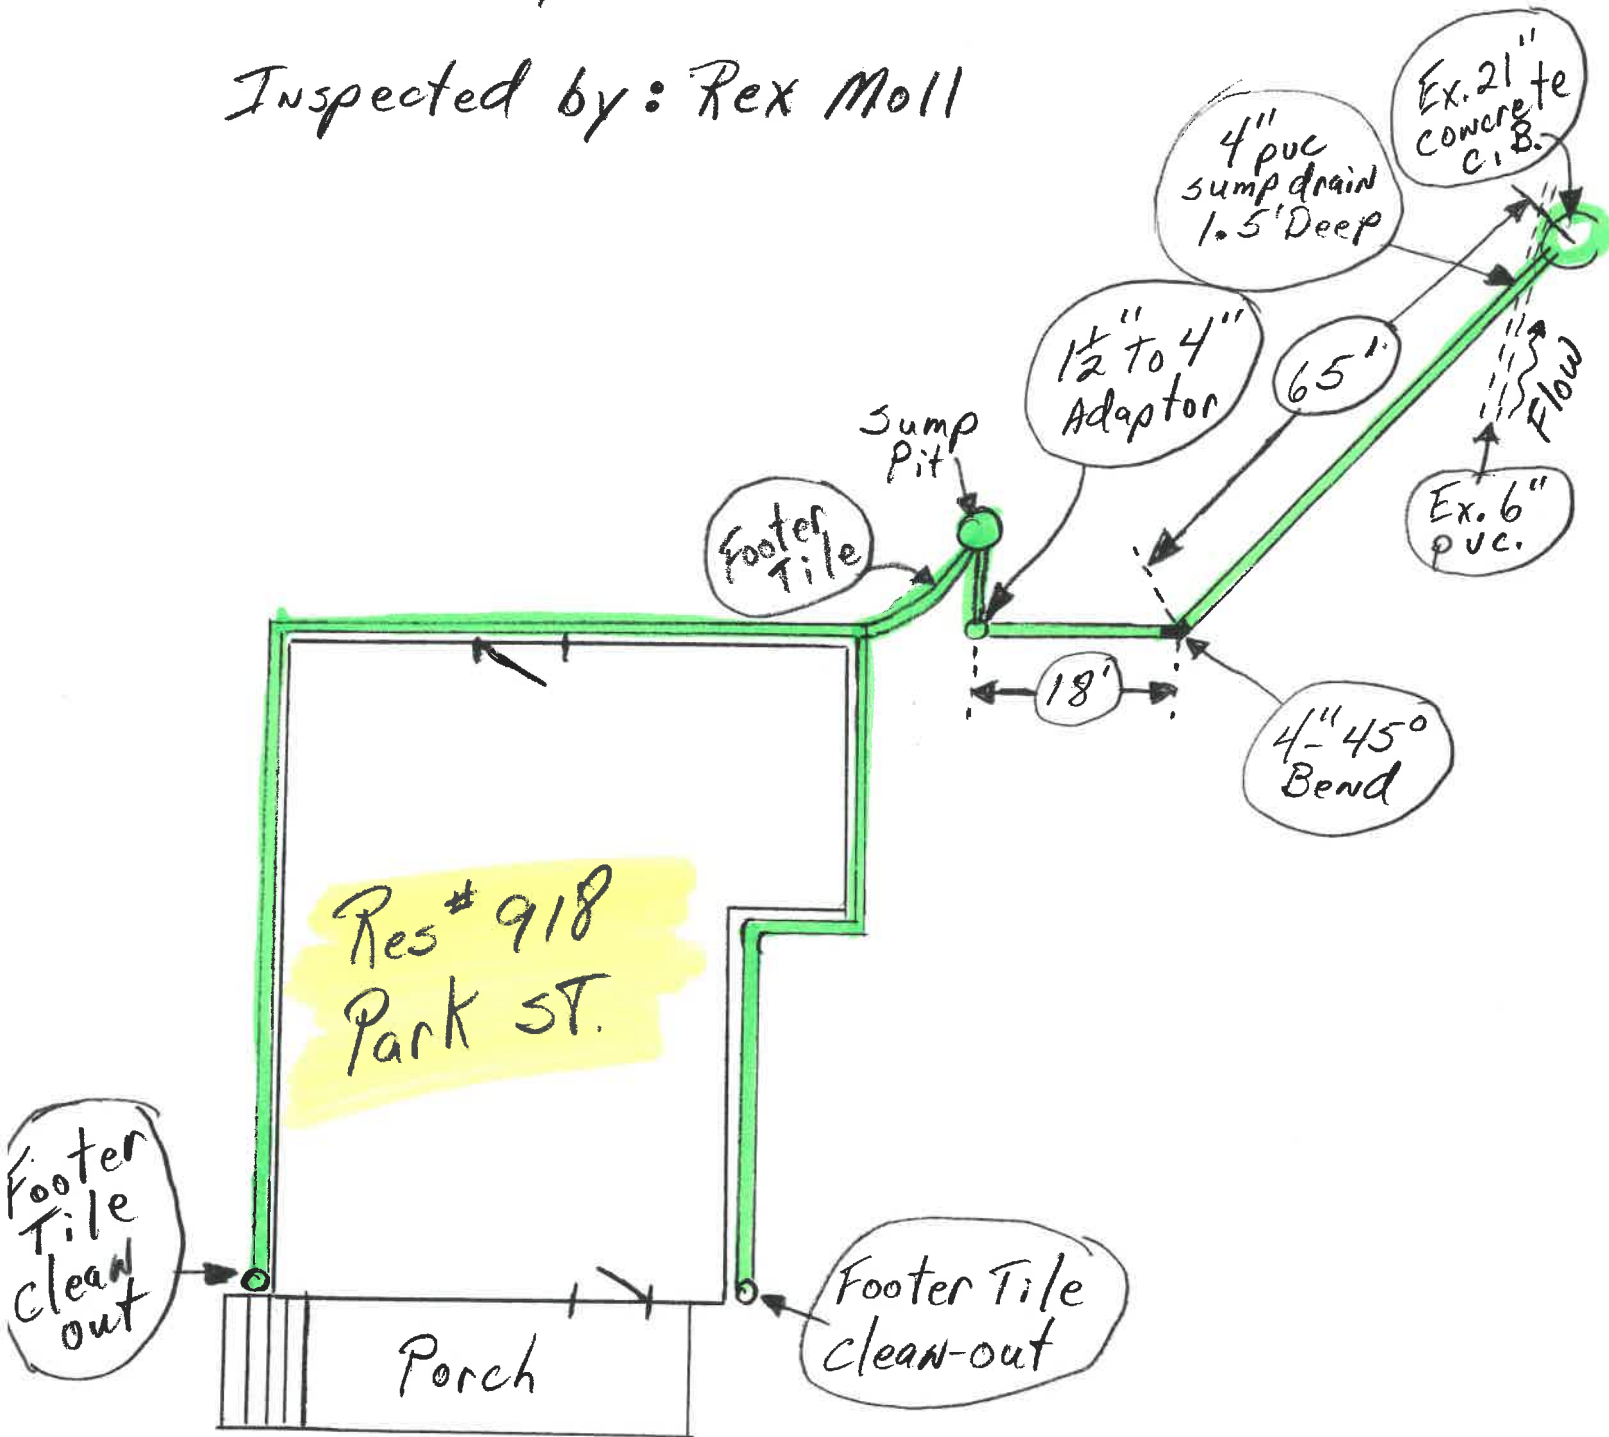 Inspected by: Rex Moll
Ex. 21"
concrete
C.B.
4"
pvc
sump drain
1.5' Deep
1½" To 4"
Adaptor
65'
Flow
Sump
Pit
Footer
Tile
Ex. 6"
pvc.
18'
4"-45°
Bend
Res # 918
Park ST.
Footer
Tile
clean
out
Footer Tile
clean-out
Porch